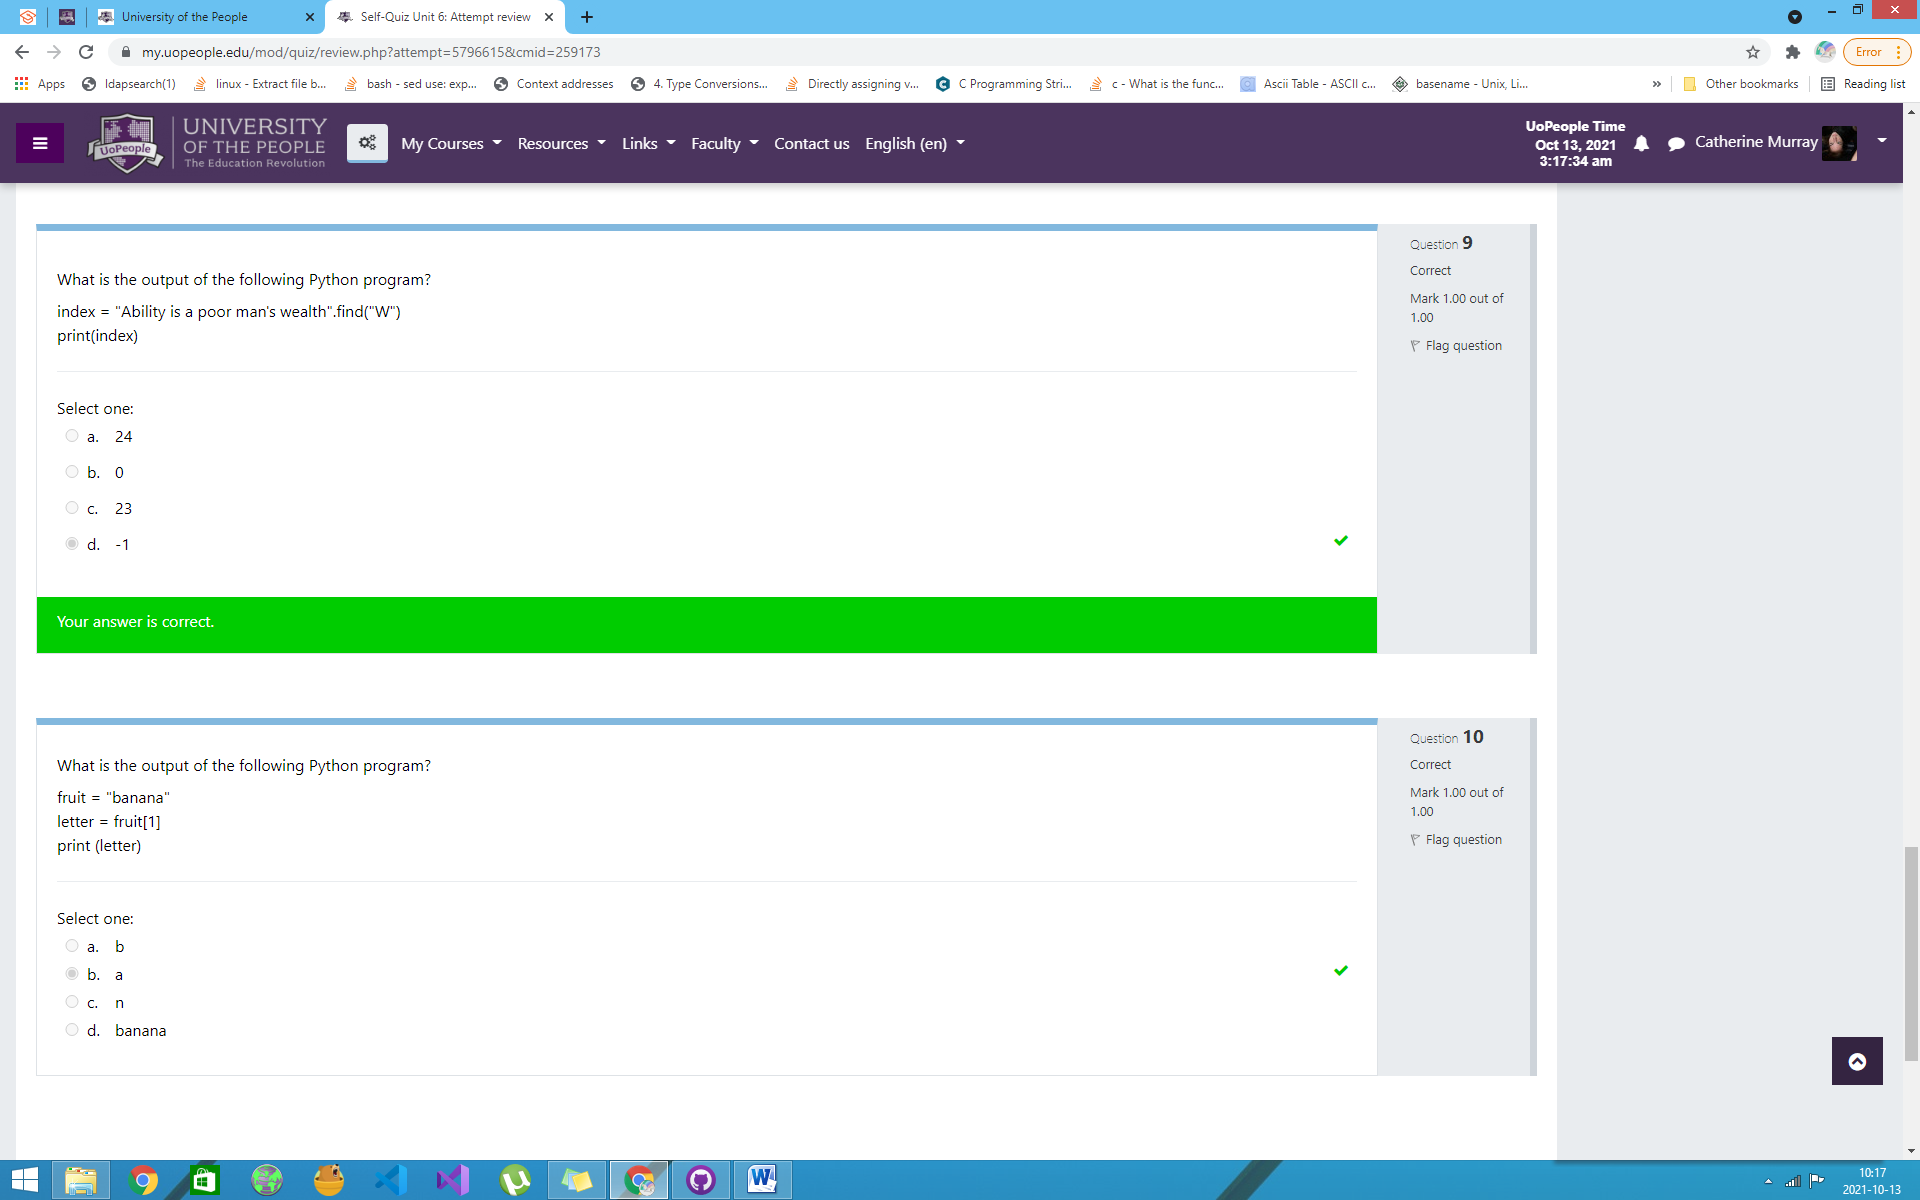 University of the People
Self-Quiz Unit 6: Attempt review
my.uopeople.edu/mod/quiz/review.php?attempt=5796615&cmid=259173
Error
Apps
ldapsearch(1)
linux - Extract file b...
bash - sed use: exp...
Context addresses
4. Type Conversions...
Directly assigning v...
C Programming Stri...
c - What is the func...
Ascii Table - ASCII c...
basename - Unix, Li...
»
Other bookmarks
Reading list
UoPeople
UNIVERSITY
OF THE PEOPLE
The Education Revolution
My Courses
Resources
Links
Faculty
Contact us
English (en)
UoPeople Time
Oct 13, 2021
3:17:34 am
Catherine Murray
What is the output of the following Python program?
index = "Ability is a poor man's wealth".find("W")
print(index)
Select one:
a. 24
b. 0
c. 23
d. -1
Your answer is correct.
Question 9
Correct
Mark 1.00 out of
1.00
Flag question
What is the output of the following Python program?
fruit = "banana"
letter = fruit[1]
print (letter)
Select one:
a. b
b. a
c. n
d. banana
Question 10
Correct
Mark 1.00 out of
1.00
Flag question
10:17
2021-10-13